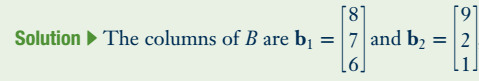 Solution ▶ The columns of B are b₁ = [8 7 6] and b₂ = [9 2 1]